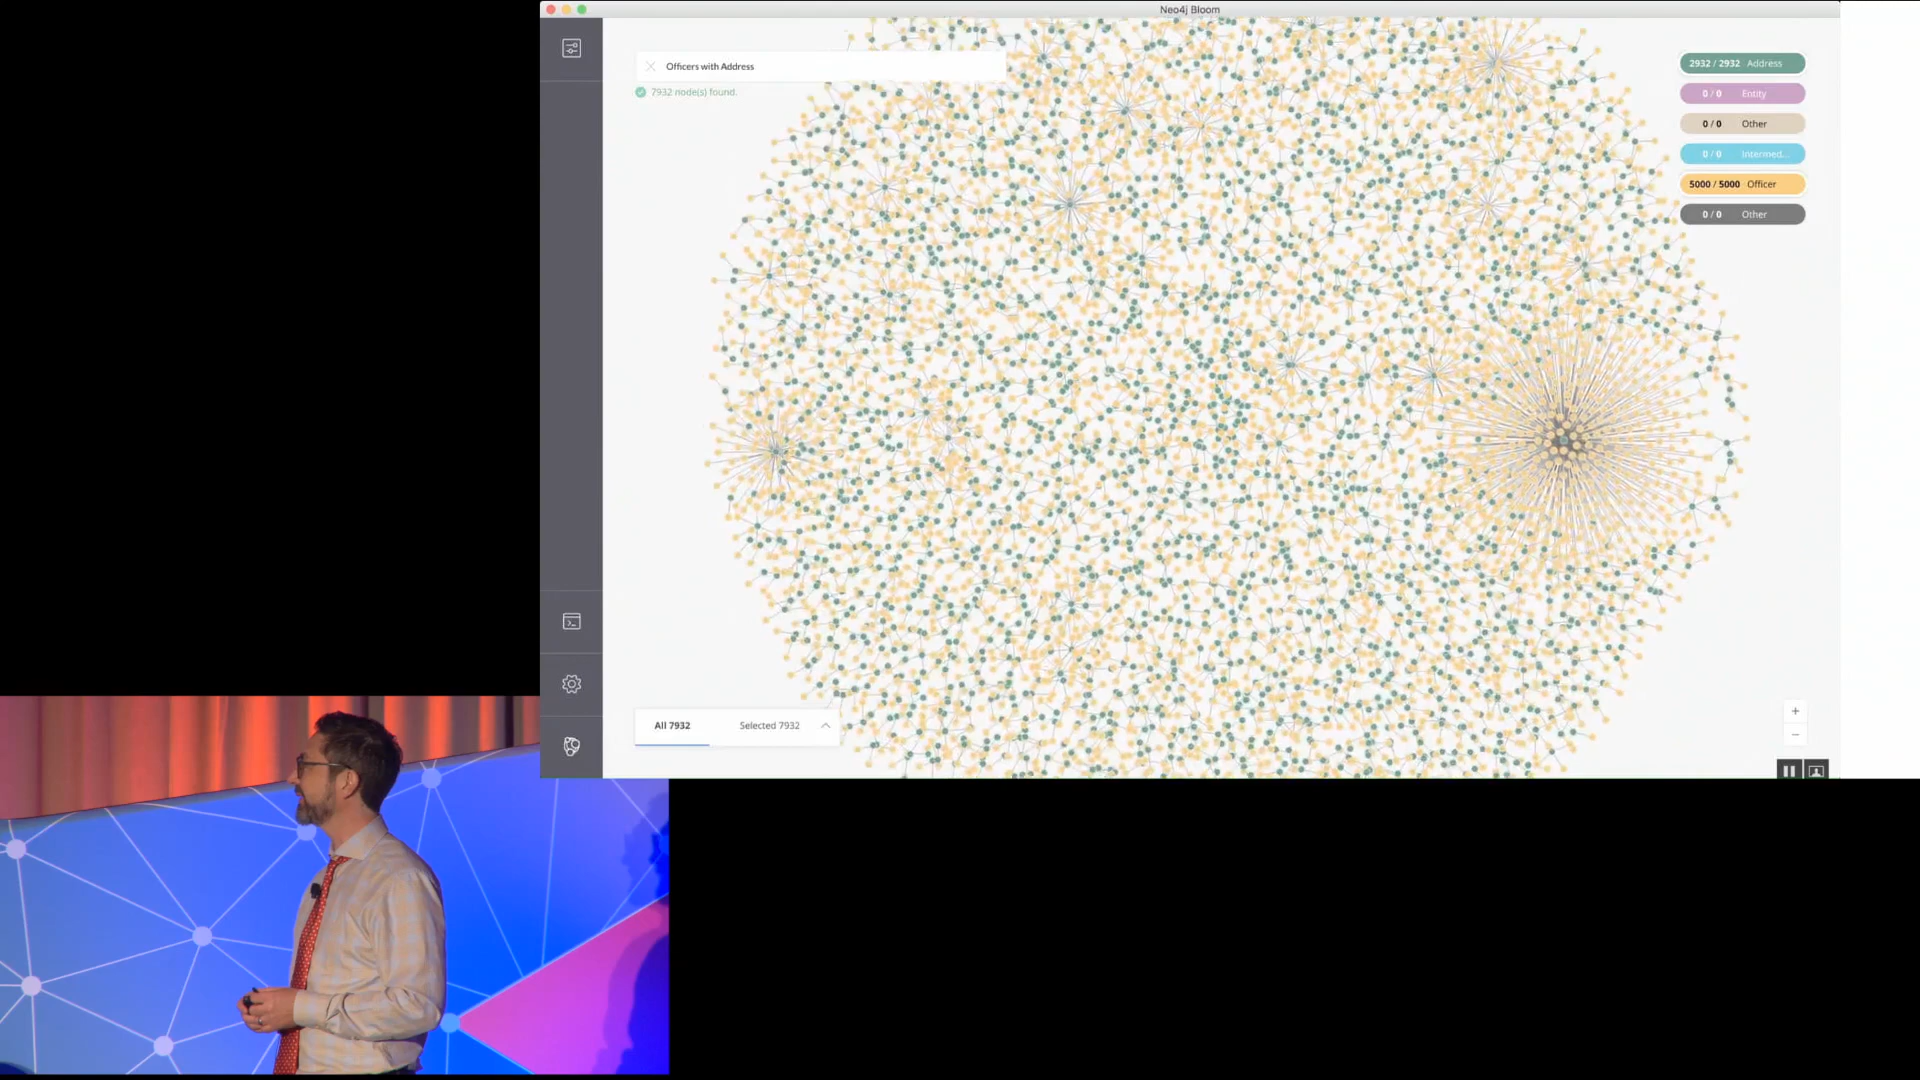 Neo4j Bloom
Officers with Address
7932 node(s) found.
2932 / 2932 Address
0 / 0 Entity
0 / 0 Other
0 / 0 Intermed...
5000 / 5000 Officer
0 / 0 Other
All 7932 Selected 7932